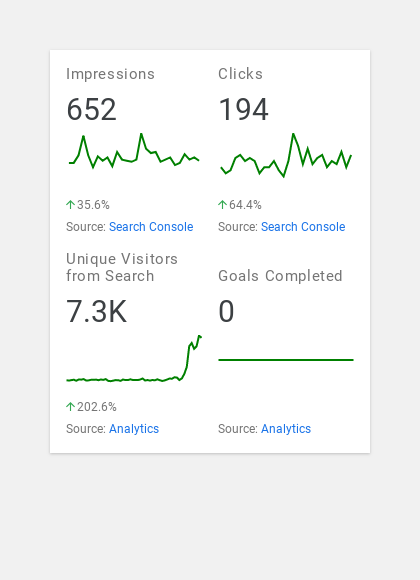 Impressions
652
↑35.6%
Source: Search Console
Clicks
194
↑64.4%
Source: Search Console
Unique Visitors
from Search
7.3K
↑202.6%
Source: Analytics
Goals Completed
0
Source: Analytics